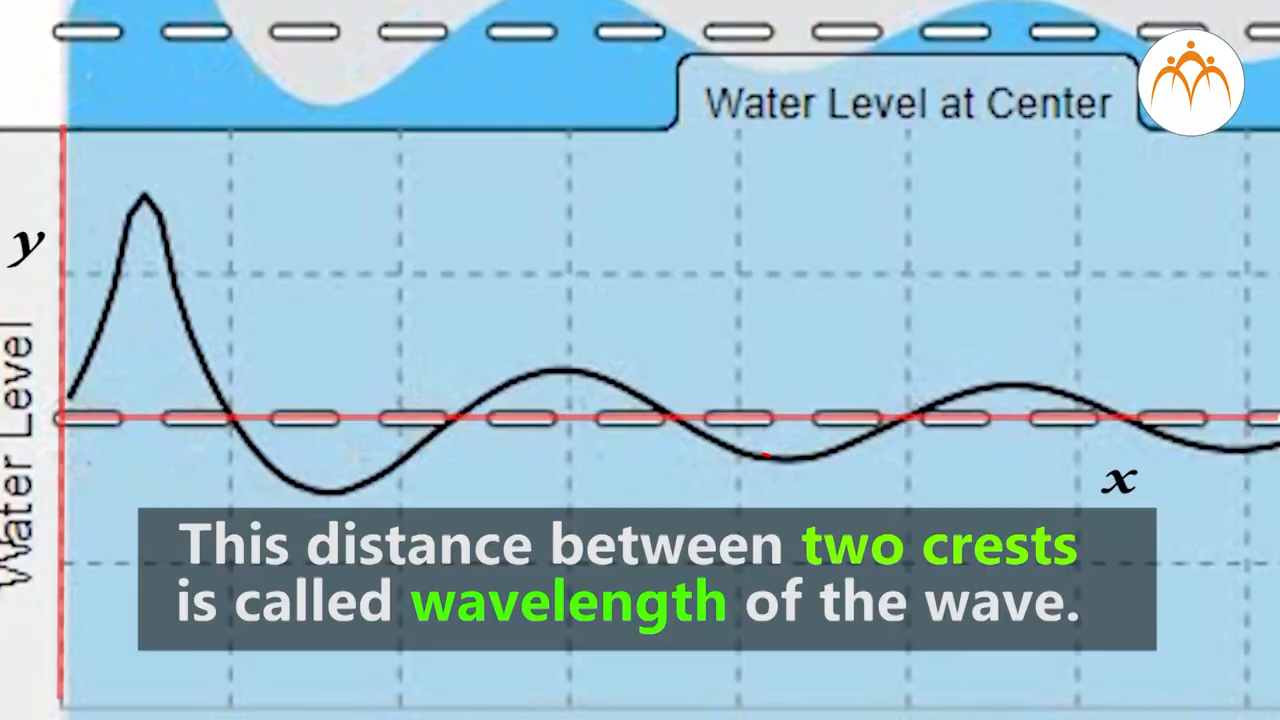 Water Level at Center
y
Water Level
x
This distance between two crests
is called wavelength of the wave.